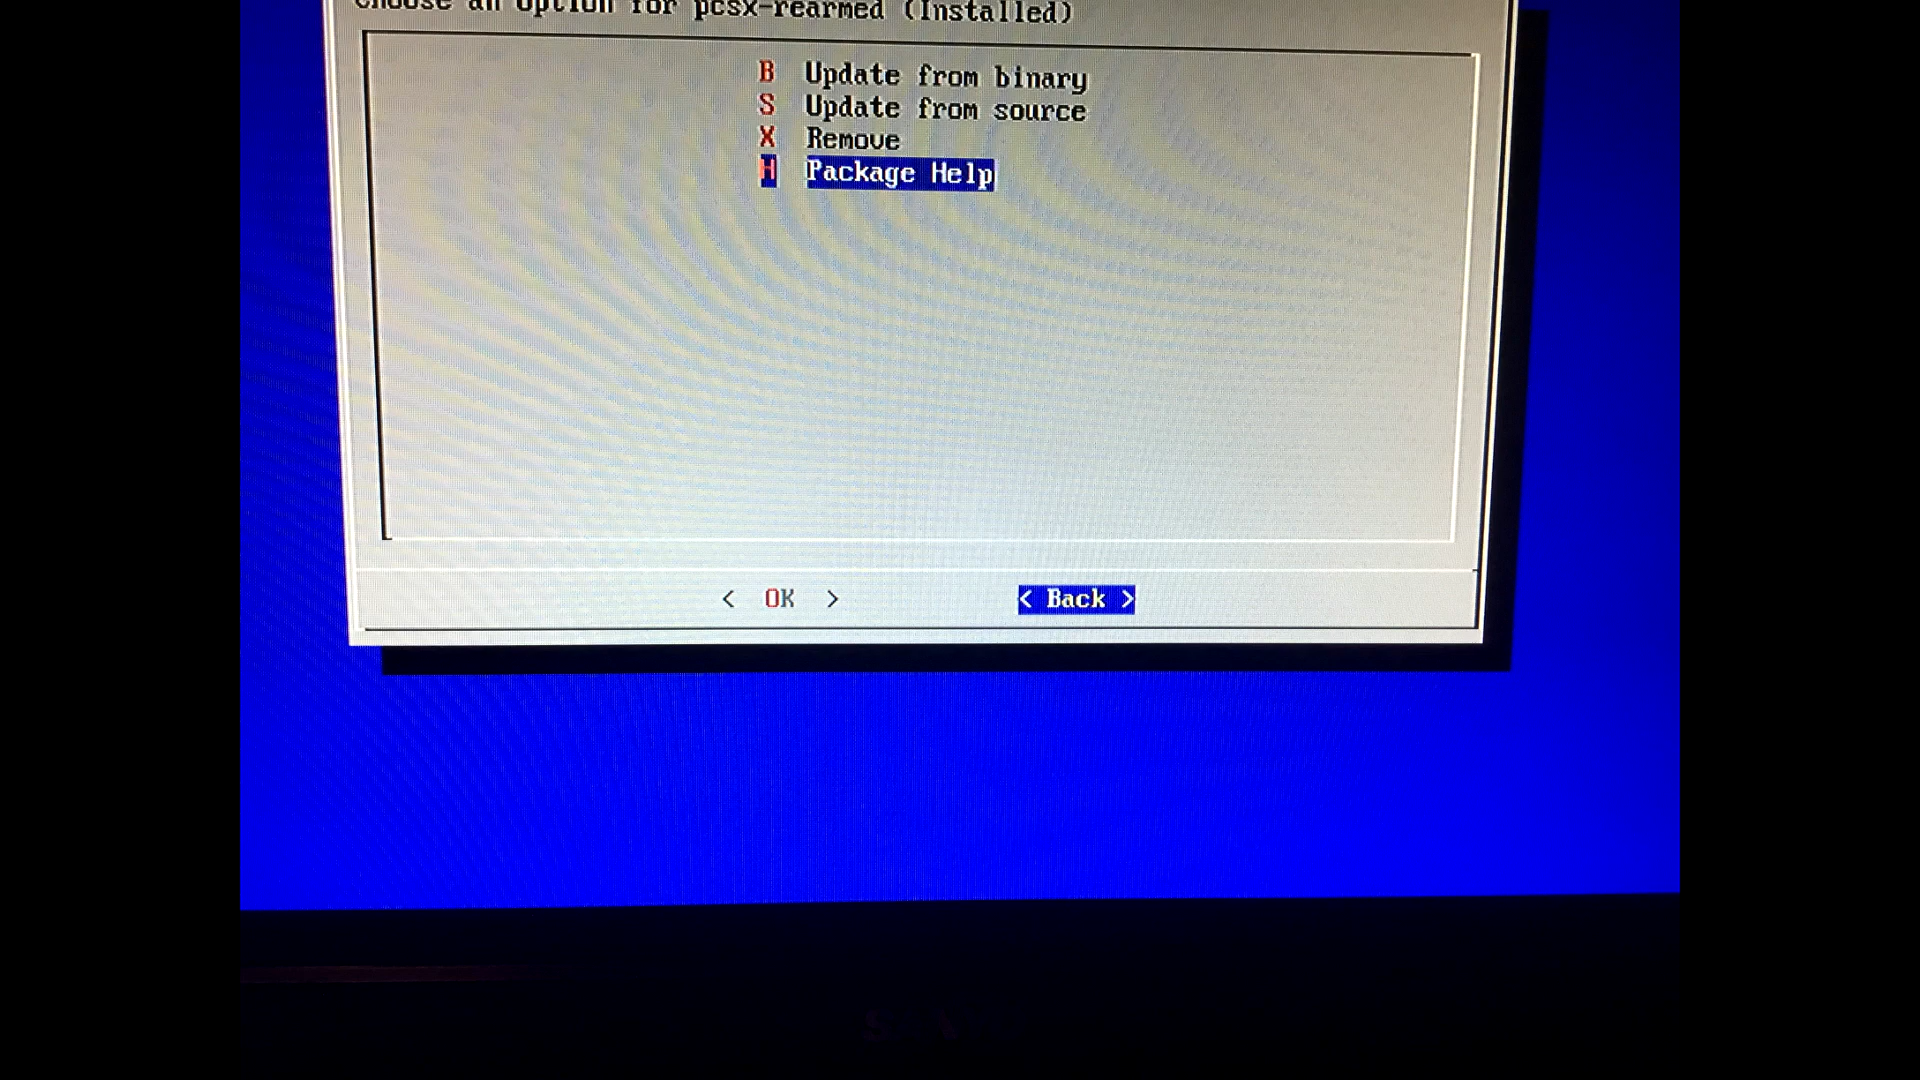 Choose an option for pcsx-rearmed (Installed)
B Update from binary
S Update from source
X Remove
H Package Help
< OK > < Back >